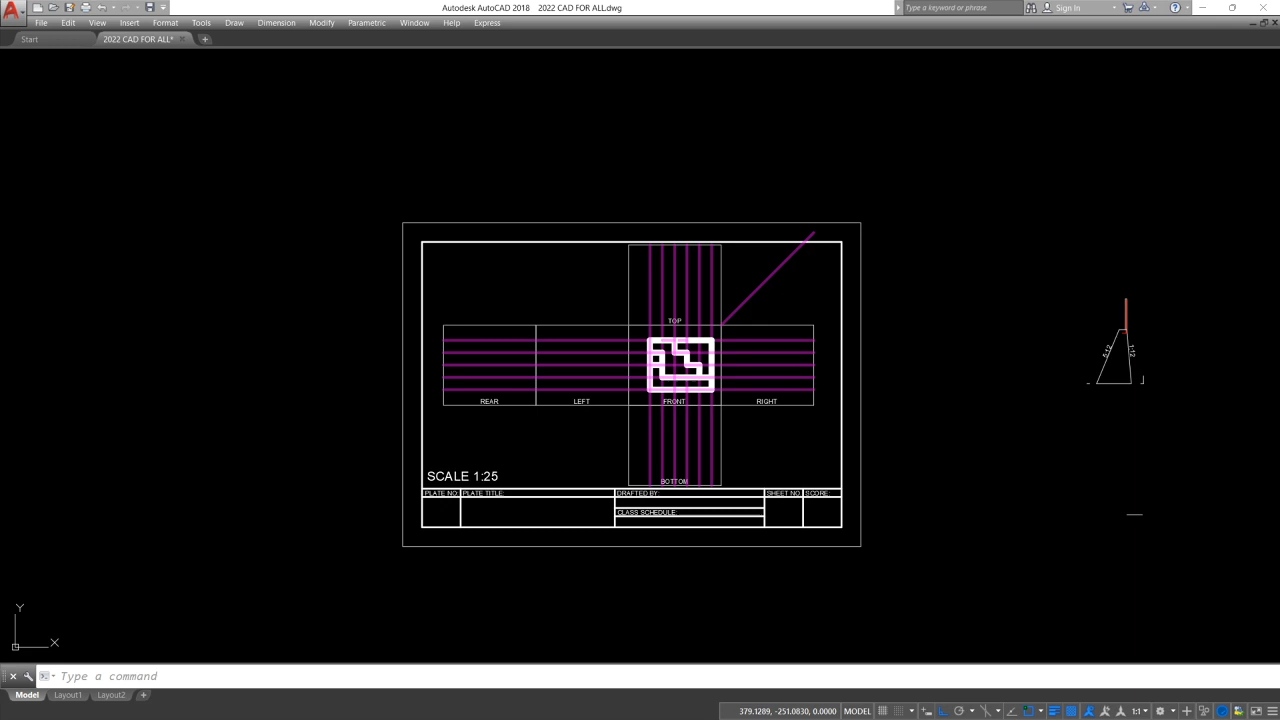 Autodesk AutoCAD 2018 2022 CAD FOR ALL.dwg
Type a keyword or phrase
Sign In
File Edit View Insert Format Tools Draw Dimension Modify Parametric Window Help Express
Start
2022 CAD FOR ALL*
TOP
REAR LEFT FRONT RIGHT
SCALE 1:25
BOTTOM
PLATE NO: PLATE TITLE: DRAFTED BY: SHEET NO. SCORE:
CLASS SCHEDULE:
1:12
Y
X
Type a command
Model Layout1 Layout2
379.1289, -251.0830, 0.0000 MODEL
1:1